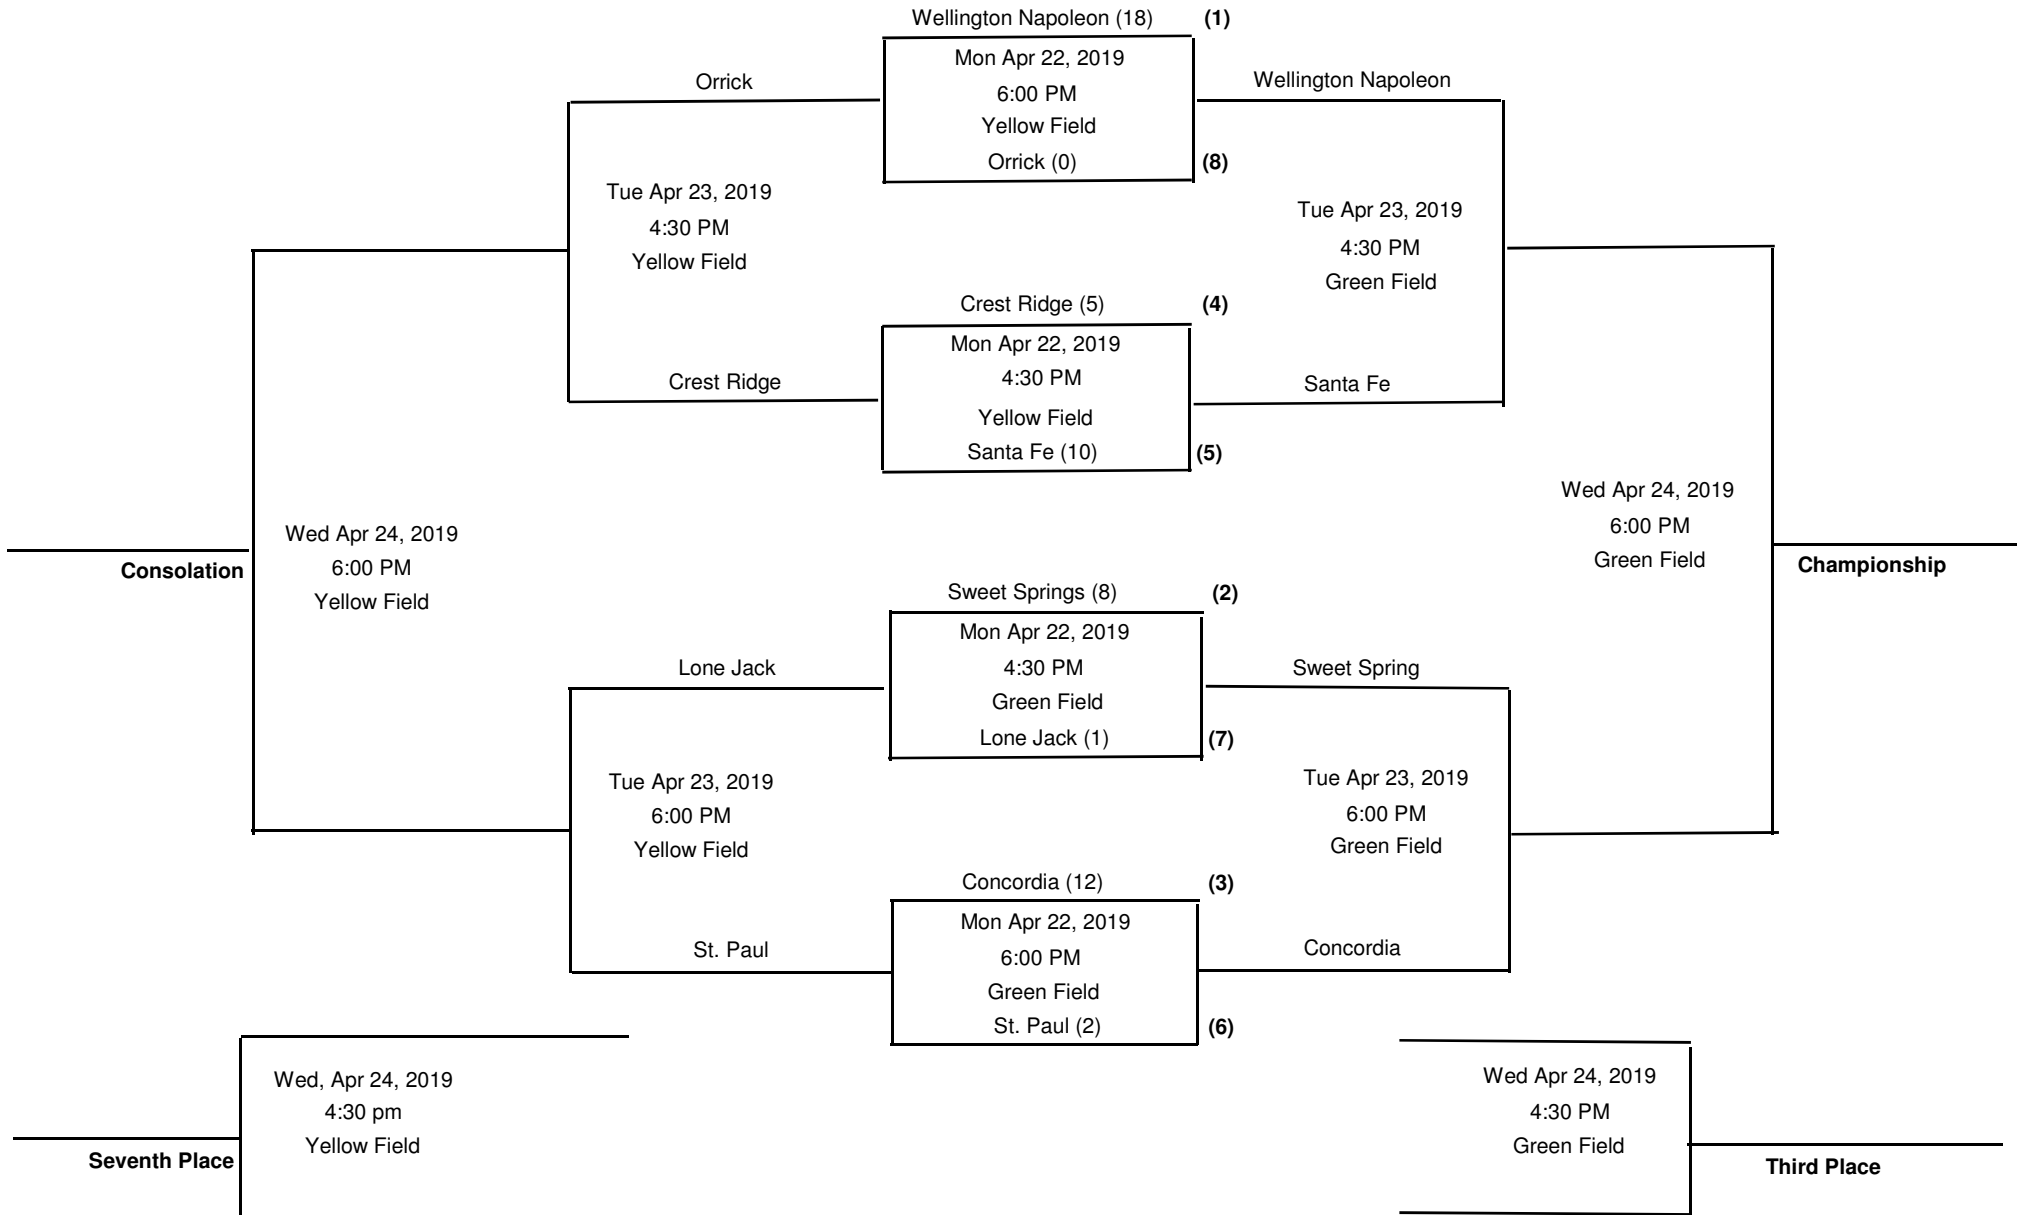 Wellington Napoleon (18) (1)
Mon Apr 22, 2019
6:00 PM
Yellow Field
Orrick (0) (8)
Orrick
Wellington Napoleon
Tue Apr 23, 2019
4:30 PM
Yellow Field
Tue Apr 23, 2019
4:30 PM
Green Field
Crest Ridge (5) (4)
Mon Apr 22, 2019
4:30 PM
Yellow Field
Santa Fe (10) (5)
Crest Ridge
Santa Fe
Wed Apr 24, 2019
6:00 PM
Yellow Field
Consolation
Wed Apr 24, 2019
6:00 PM
Green Field
Championship
Sweet Springs (8) (2)
Mon Apr 22, 2019
4:30 PM
Green Field
Lone Jack (1) (7)
Lone Jack
Sweet Spring
Tue Apr 23, 2019
6:00 PM
Yellow Field
Tue Apr 23, 2019
6:00 PM
Green Field
Concordia (12) (3)
Mon Apr 22, 2019
6:00 PM
Green Field
St. Paul (2) (6)
St. Paul
Concordia
Wed, Apr 24, 2019
4:30 pm
Yellow Field
Seventh Place
Wed Apr 24, 2019
4:30 PM
Green Field
Third Place